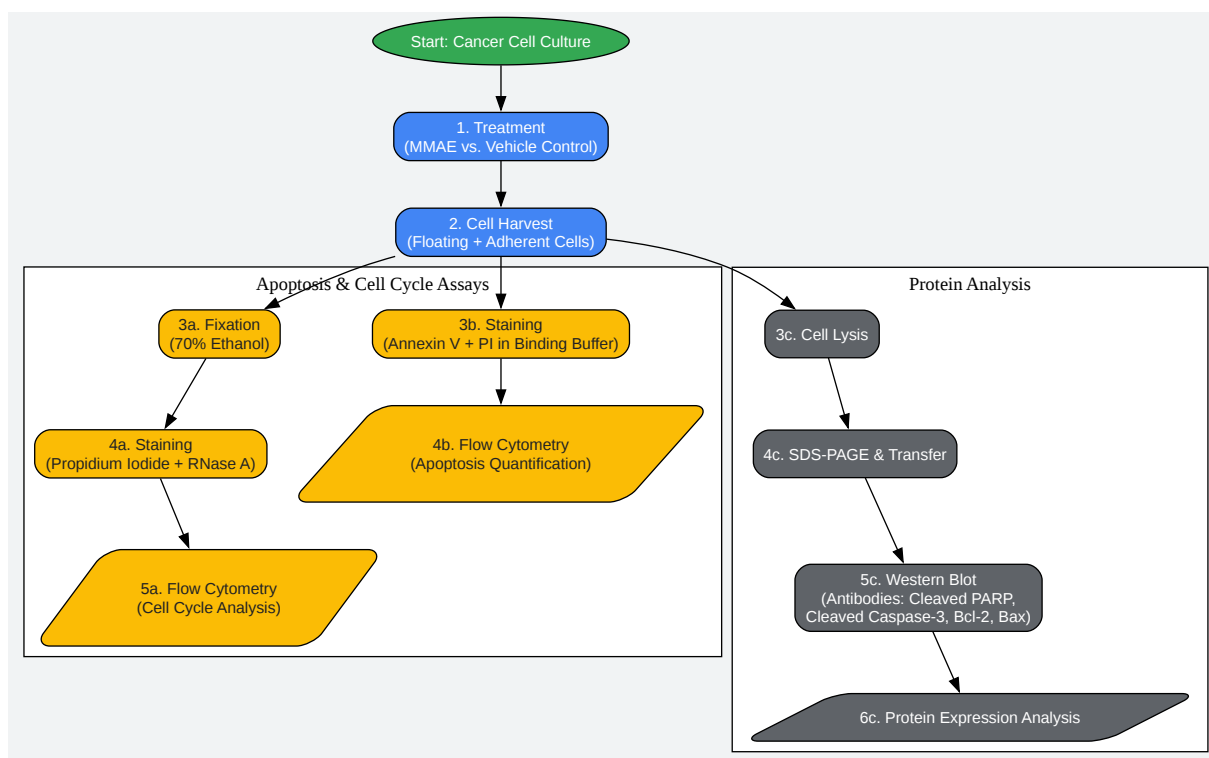 Start: Cancer Cell Culture
1. Treatment
(MMAE vs. Vehicle Control)
2. Cell Harvest
(Floating + Adherent Cells)
Apoptosis & Cell Cycle Assays
3a. Fixation
(70% Ethanol)
3b. Staining
(Annexin V + PI in Binding Buffer)
4a. Staining
(Propidium Iodide + RNase A)
4b. Flow Cytometry
(Apoptosis Quantification)
5a. Flow Cytometry
(Cell Cycle Analysis)
Protein Analysis
3c. Cell Lysis
4c. SDS-PAGE & Transfer
5c. Western Blot
(Antibodies: Cleaved PARP,
Cleaved Caspase-3, Bcl-2, Bax)
6c. Protein Expression Analysis